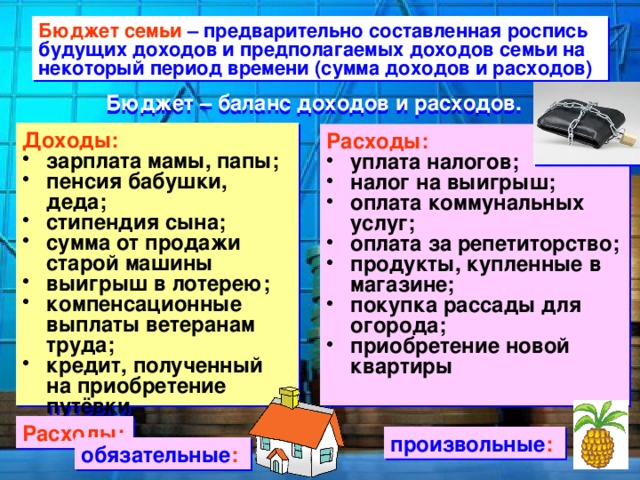 Бюджет семьи – предварительно составленная роспись
будущих доходов и предполагаемых доходов семьи на
некоторый период времени (сумма доходов и расходов)
Бюджет – баланс доходов и расходов.
Доходы:
• зарплата мамы, папы;
• пенсия бабушки,
деда;
• стипендия сына;
• сумма от продажи
старой машины
• выигрыш в лотерею;
• компенсационные
выплаты ветеранам
труда;
• кредит, полученный
на приобретение
путёвки
Расходы:
• уплата налогов;
• налог на выигрыш;
• оплата коммунальных
услуг;
• оплата за репетиторство;
• продукты, купленные в
магазине;
• покупка рассады для
огорода;
• приобретение новой
квартиры
Расходы:
обязательные:
произвольные: